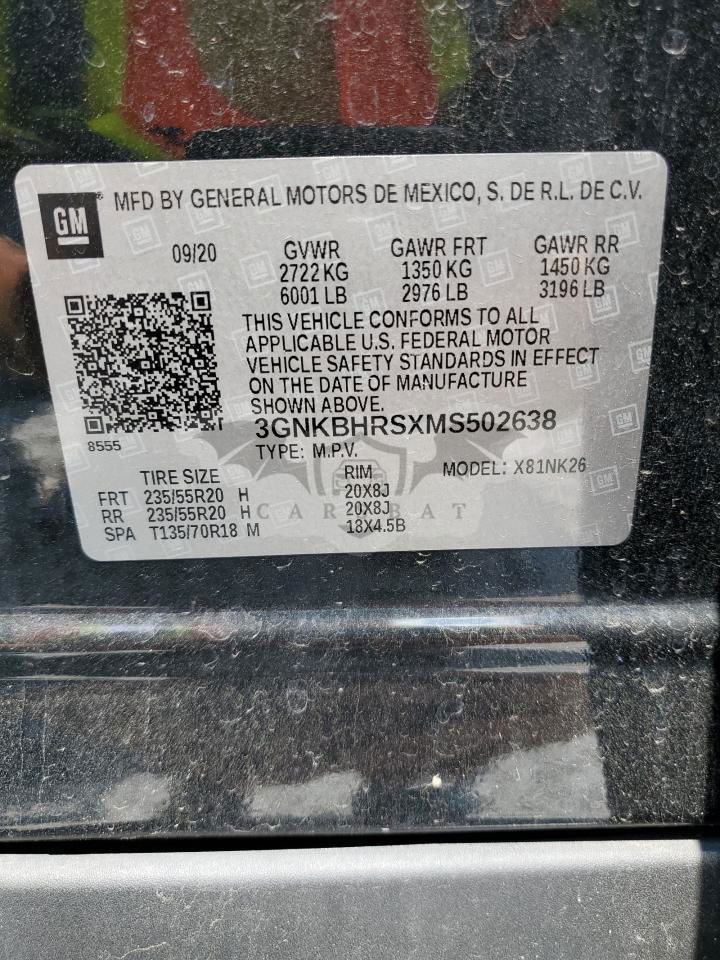 GM
MFD BY GENERAL MOTORS DE MEXICO, S. DE R.L. DE C.V.
09/20 GVWR GAWR FRT GAWR RR
2722 KG 1350 KG 1450 KG
6001 LB 2976 LB 3196 LB
THIS VEHICLE CONFORMS TO ALL
APPLICABLE U.S. FEDERAL MOTOR
VEHICLE SAFETY STANDARDS IN EFFECT
ON THE DATE OF MANUFACTURE
SHOWN ABOVE.
8555
3GNKBHRSXMS502638
TYPE: M.P.V. MODEL: X81NK26
TIRE SIZE RIM
FRT 235/55R20 H 20X8J
RR 235/55R20 H 20X8J
CAR BAT
SPA T135/70R18 M 18X4.5B